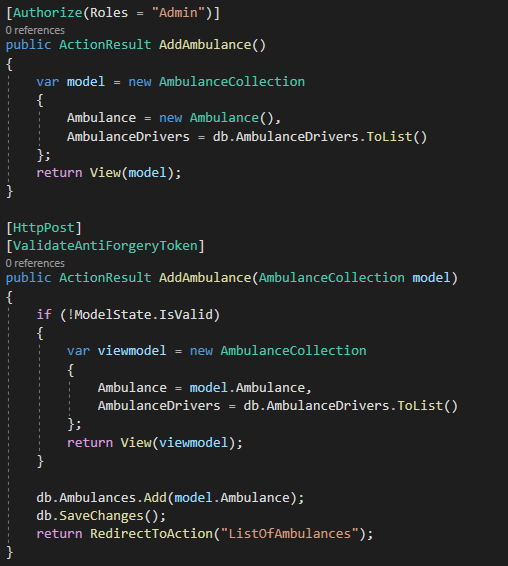 [Authorize(Roles = "Admin")]
0 references
public ActionResult AddAmbulance()
{
    var model = new AmbulanceCollection
    {
        Ambulance = new Ambulance(),
        AmbulanceDrivers = db.AmbulanceDrivers.ToList()
    };
    return View(model);
}

[HttpPost]
[ValidateAntiForgeryToken]
0 references
public ActionResult AddAmbulance(AmbulanceCollection model)
{
    if (!ModelState.IsValid)
    {
        var viewmodel = new AmbulanceCollection
        {
            Ambulance = model.Ambulance,
            AmbulanceDrivers = db.AmbulanceDrivers.ToList()
        };
        return View(viewmodel);
    }

    db.Ambulances.Add(model.Ambulance);
    db.SaveChanges();
    return RedirectToAction("ListOfAmbulances");
}